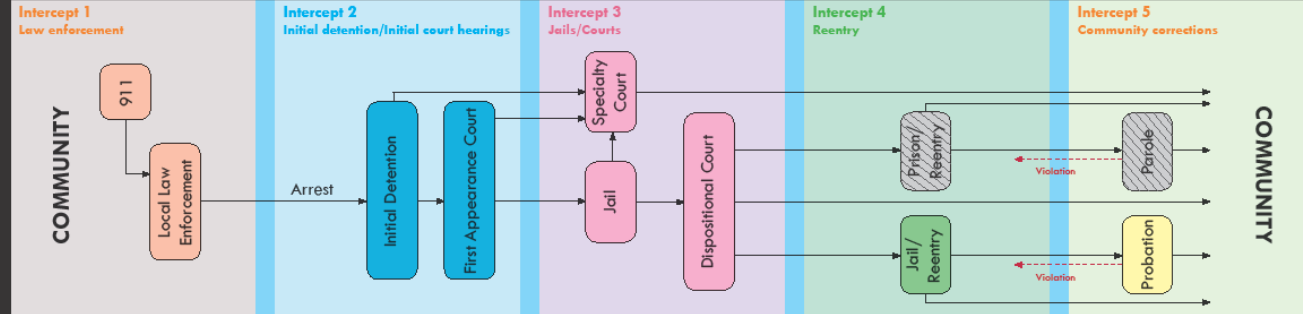 Intercept 1
Law enforcement
Intercept 2
Initial detention/Initial court hearings
Intercept 3
Jails/Courts
Intercept 4
Reentry
Intercept 5
Community corrections
COMMUNITY
911
Local Law
Enforcement
Arrest
Initial Detention
First Appearance Court
Specialty
Court
Jail
Dispositional Court
Prison/
Reentry
Violation
Parole
Jail/
Reentry
Violation
Probation
COMMUNITY